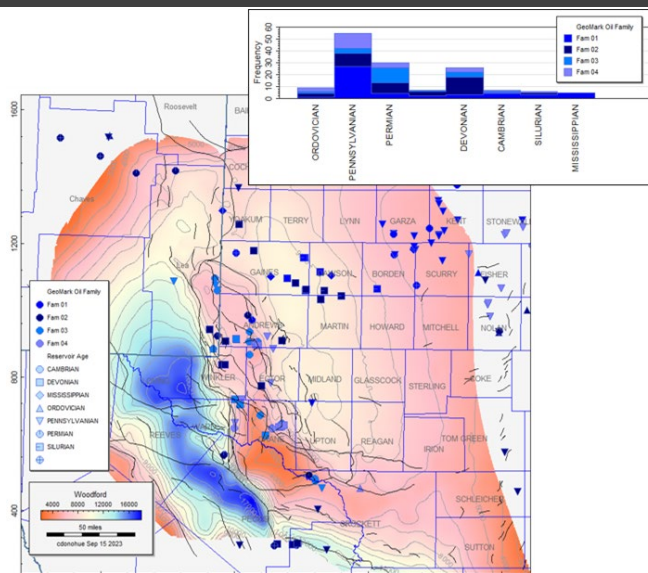 Frequency
0 10 20 30 40 50 60
ORDOVICIAN
PENNSYLVANIAN
PERMIAN
DEVONIAN
CAMBRIAN
SILURIAN
MISSISSIPPIAN
GeoMark Oil Family
Fam 01
Fam 02
Fam 03
Fam 04
1600
1200
800
400
Roosevelt
Chaves
Lea
YOAKUM
TERRY
LYNN
GARZA
KENT
GAINES
DAWSON
BORDEN
SCURRY
FISHER
ANDREWS
MARTIN
HOWARD
MITCHELL
NOLAN
WINKLER
ECTOR
MIDLAND
GLASSCOCK
STERLING
COKE
REEVES
UPTON
REAGAN
IRION
TOM GREEN
CROCKETT
SCHLEICHER
SUTTON
GeoMark Oil Family
Fam 01
Fam 02
Fam 03
Fam 04
Reservoir Age
CAMBRIAN
DEVONIAN
MISSISSIPPIAN
ORDOVICIAN
PENNSYLVANIAN
PERMIAN
SILURIAN
Woodford
4000 8000 12000 16000
50 miles
cdonohue Sep 15 2023